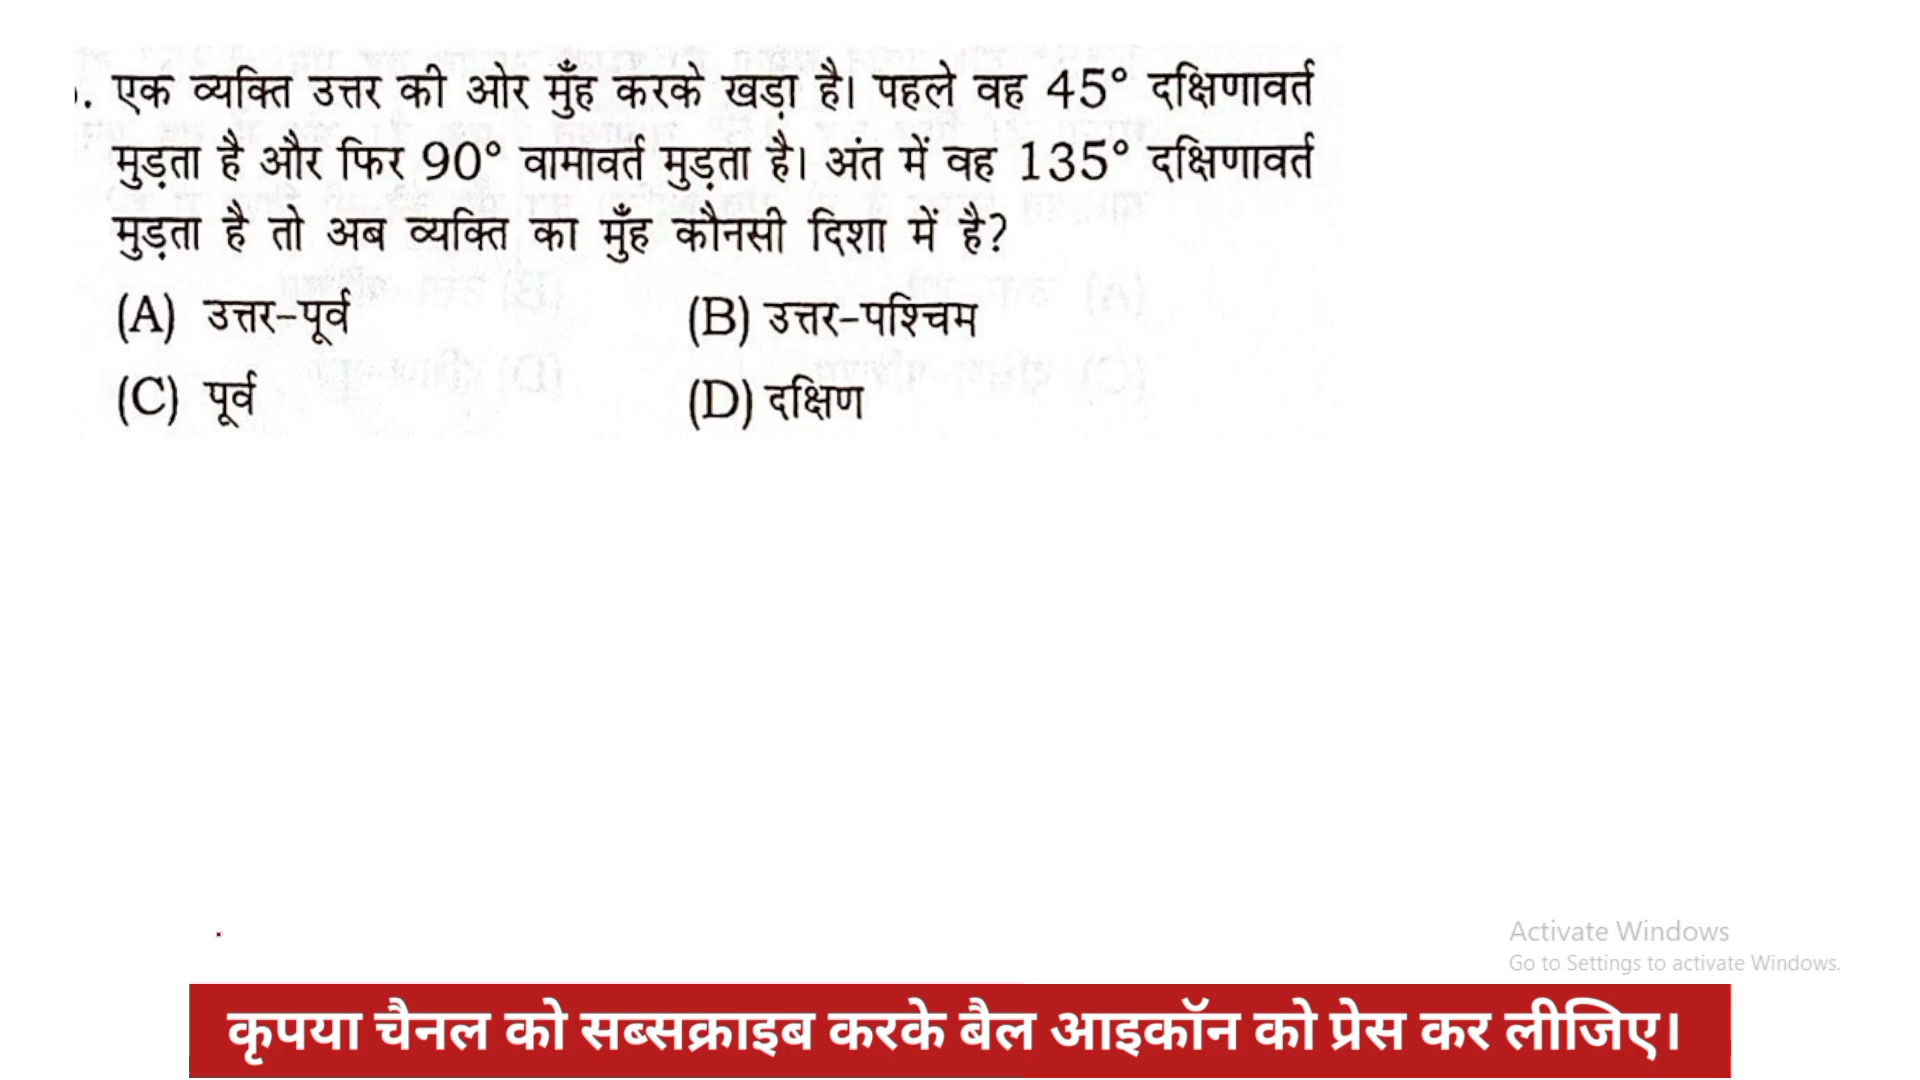 . एक व्यक्ति उत्तर की ओर मुँह करके खड़ा है। पहले वह 45° दक्षिणावर्त
मुड़ता है और फिर 90° वामावर्त मुड़ता है। अंत में वह 135° दक्षिणावर्त
मुड़ता है तो अब व्यक्ति का मुँह कौनसी दिशा में है?
(A) उत्तर-पूर्व (B) उत्तर-पश्चिम
(C) पूर्व (D) दक्षिण
Activate Windows
Go to Settings to activate Windows.
कृपया चैनल को सब्सक्राइब करके बैल आइकॉन को प्रेस कर लीजिए।